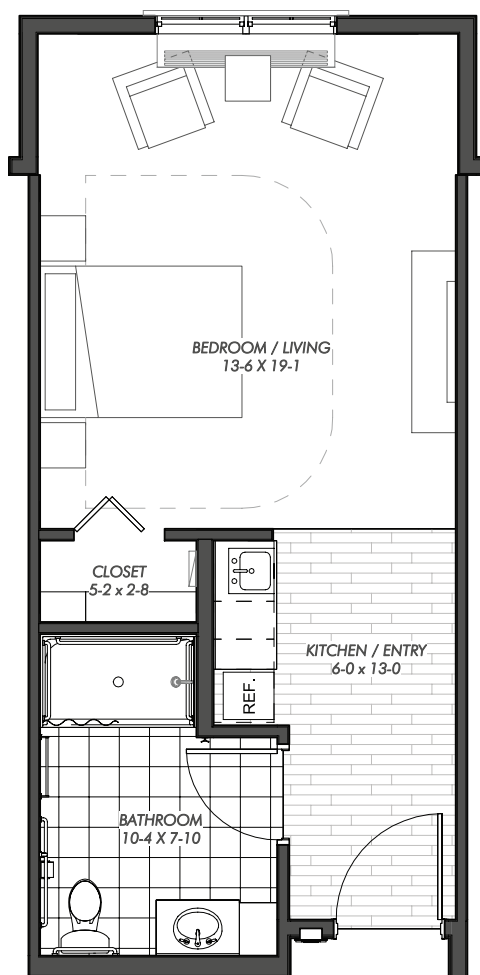 BEDROOM / LIVING
13-6 X 19-1
CLOSET
5-2 x 2-8
KITCHEN / ENTRY
6-0 x 13-0
REF.
BATHROOM
10-4 X 7-10